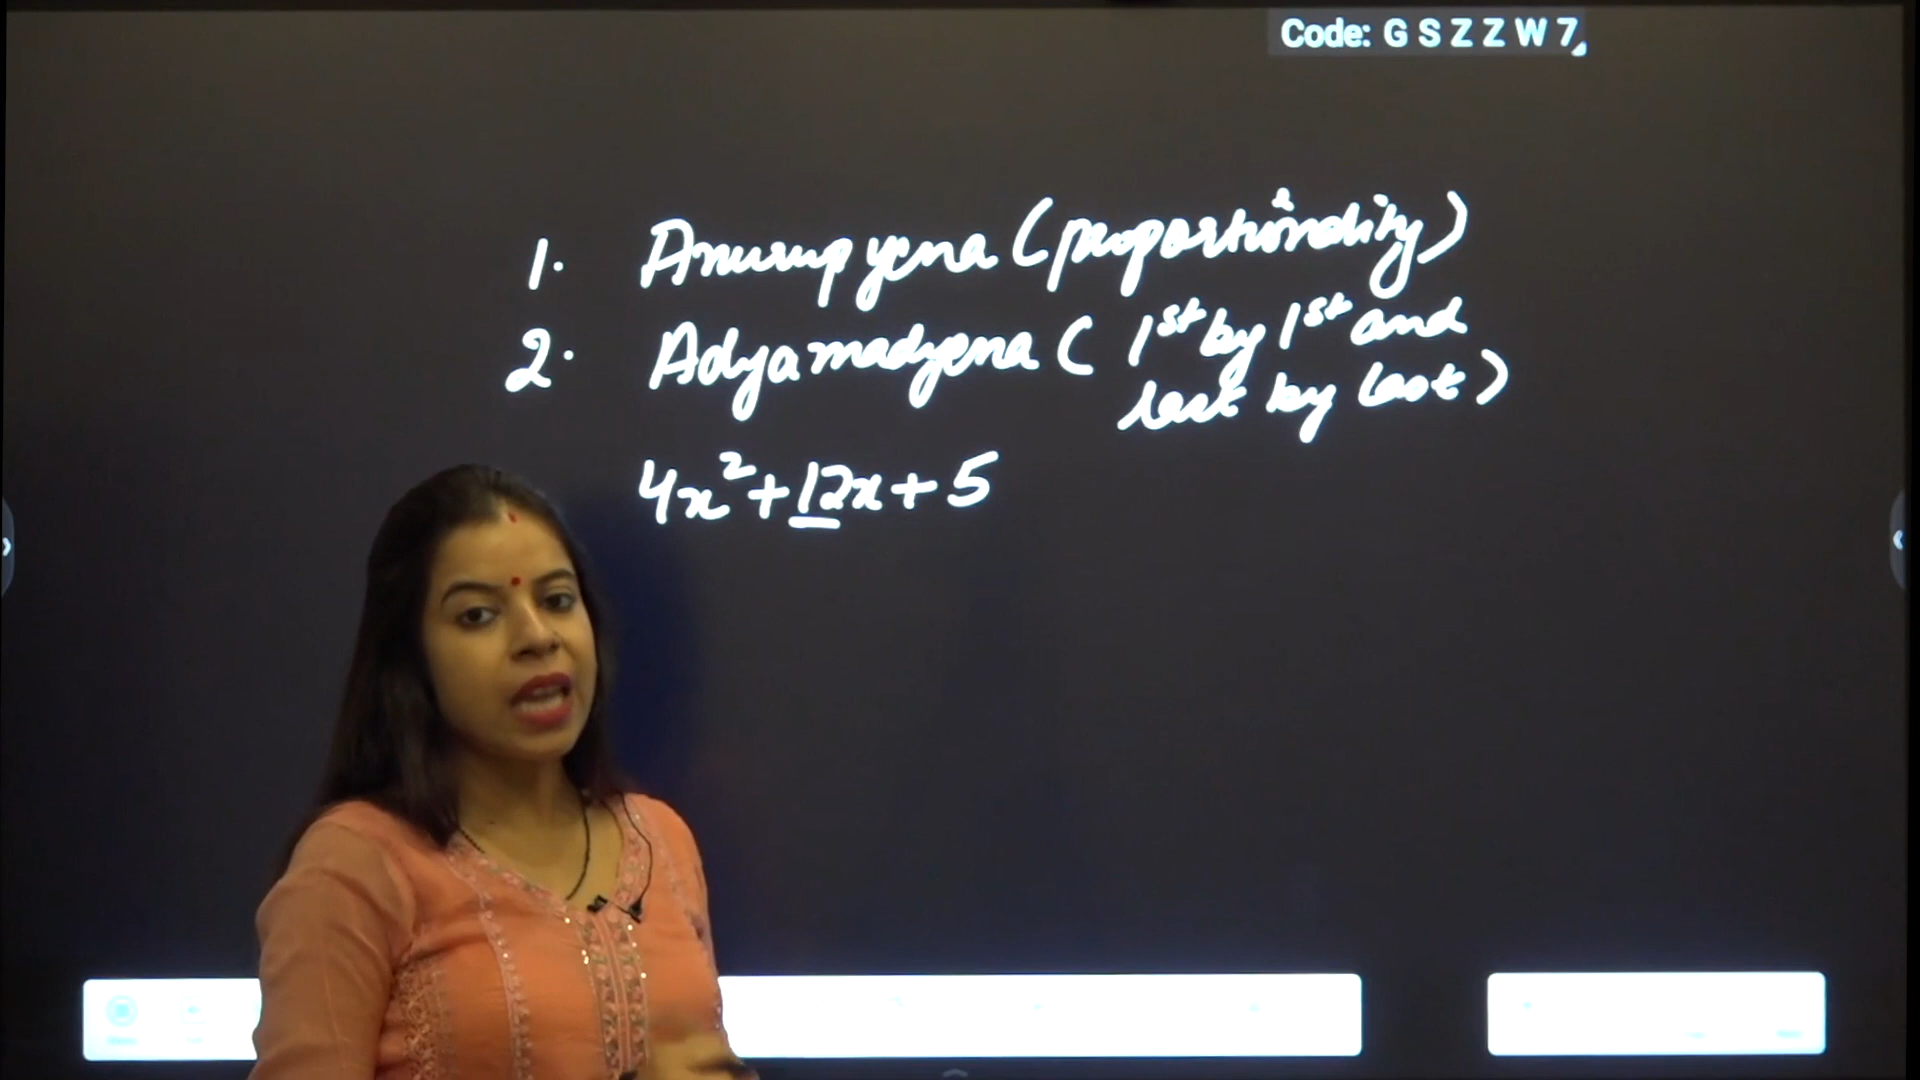 Code: G S Z Z W 7
1. Anurupyena (proportionality)
2. Adyamadyena ( 1st by 1st and
last by last )
4x² + 12x + 5